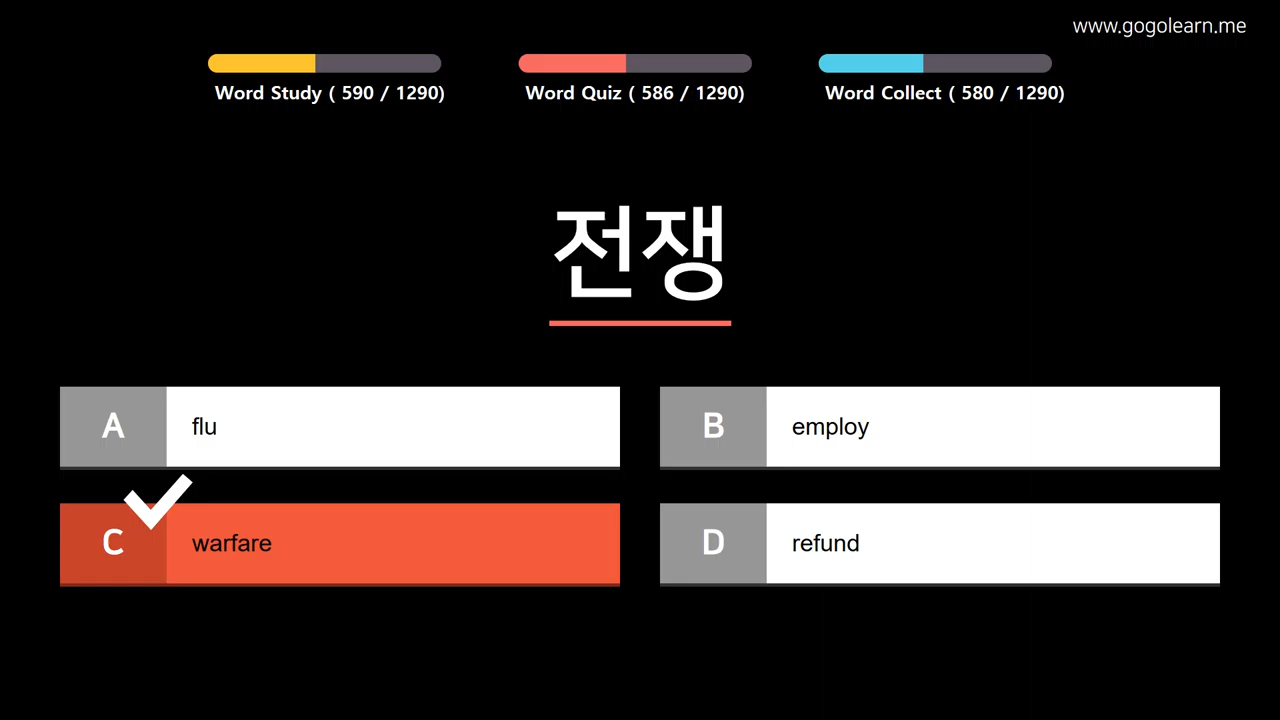 www.gogolearn.me
Word Study ( 590 / 1290)
Word Quiz ( 586 / 1290)
Word Collect ( 580 / 1290)
전쟁
A flu
B employ
C warfare
D refund